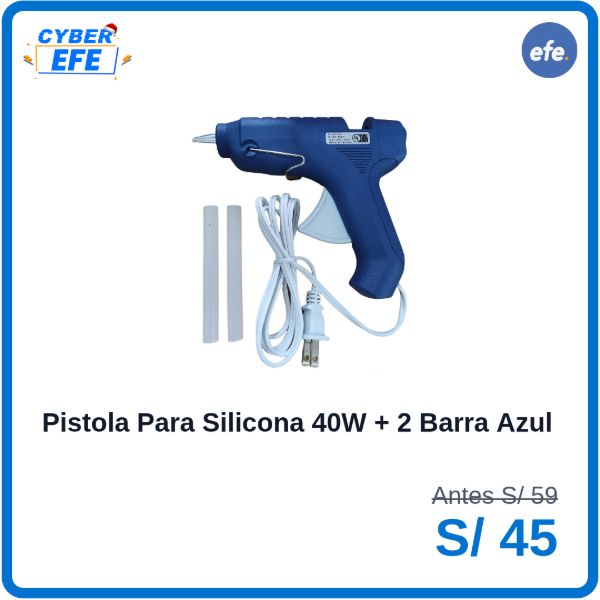 CYBER
EFE
efe.
Pistola Para Silicona 40W + 2 Barra Azul
Antes S/ 59
S/ 45